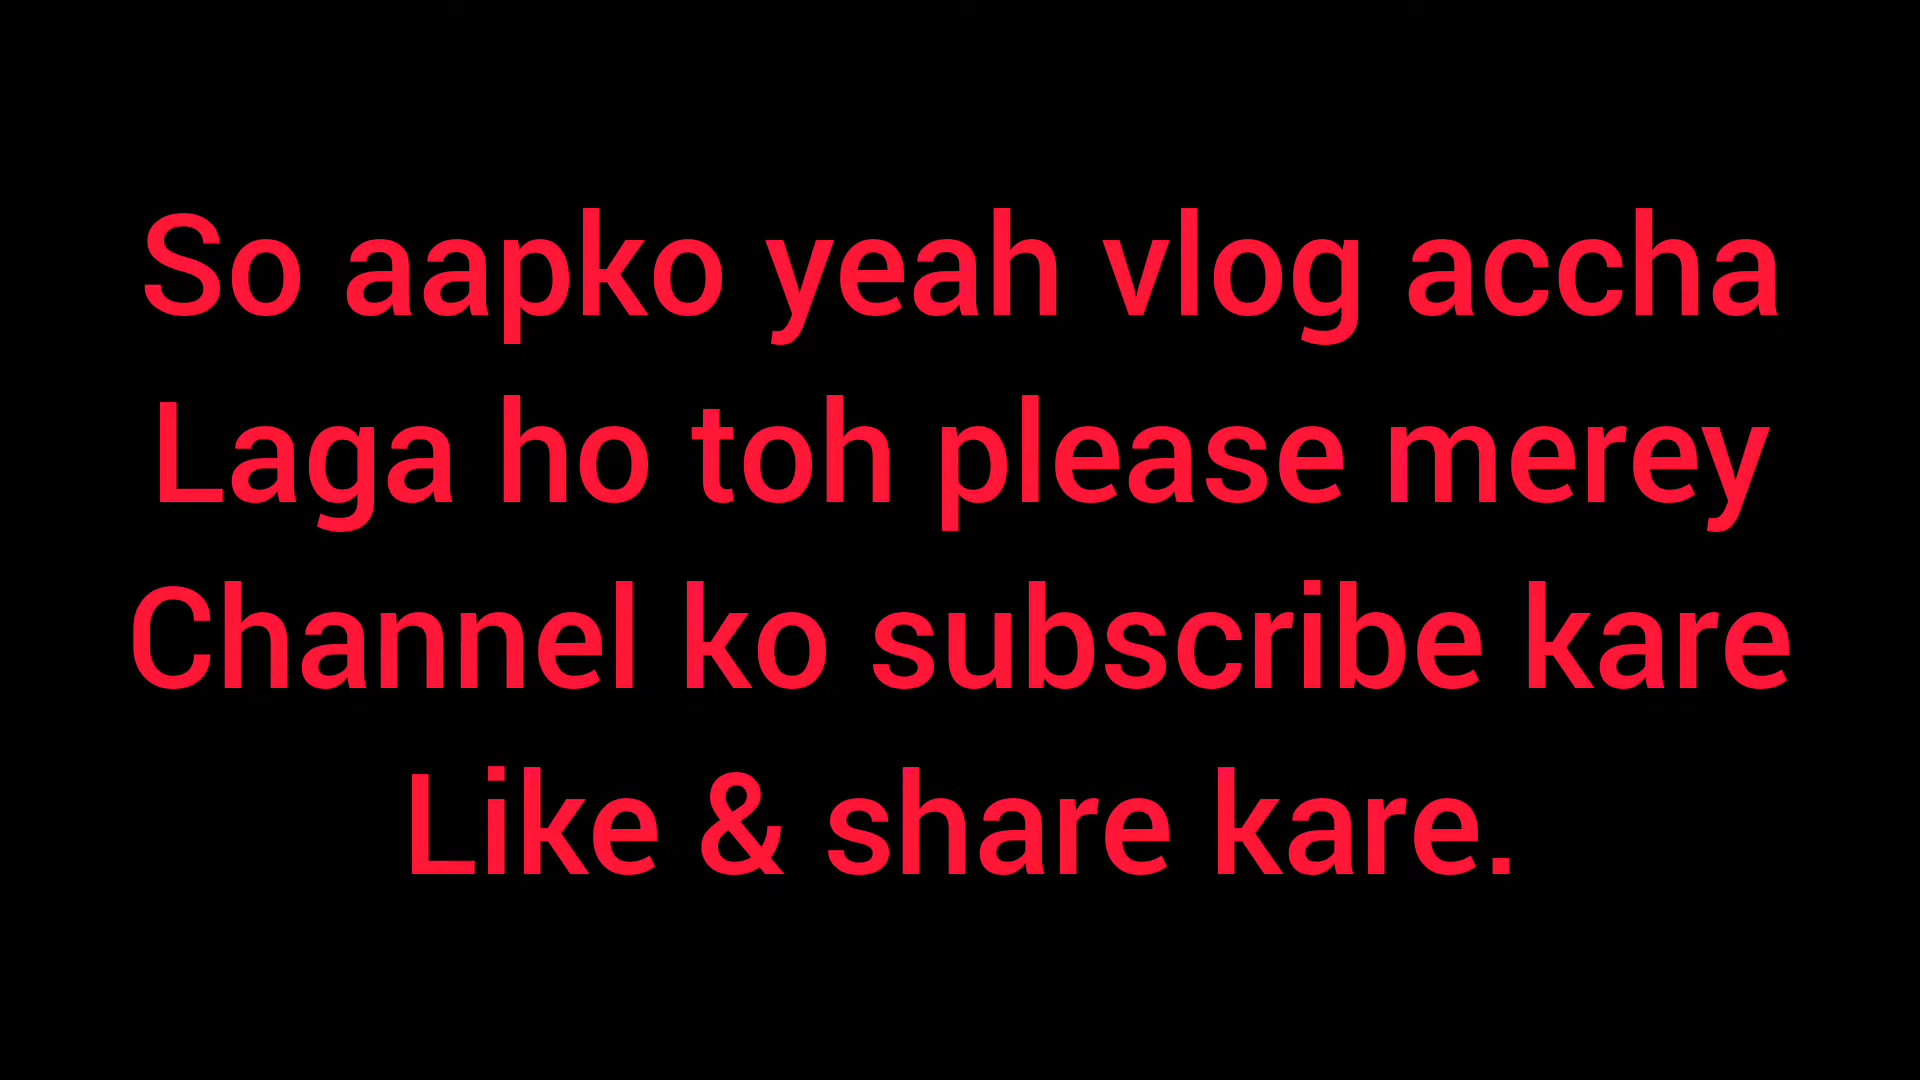 So aapko yeah vlog accha
Laga ho toh please merey
Channel ko subscribe kare
Like & share kare.